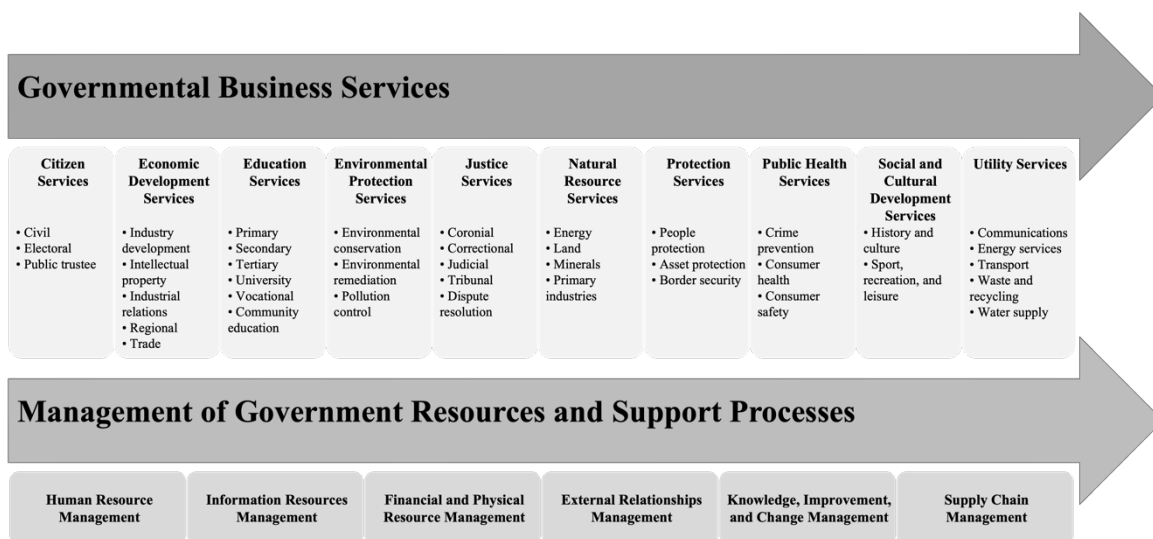 Governmental Business Services
Citizen
Services
• Civil
• Electoral
• Public trustee
Economic
Development
Services
• Industry
development
• Intellectual
property
• Industrial
relations
• Regional
• Trade
Education
Services
• Primary
• Secondary
• Tertiary
• University
• Vocational
• Community
education
Environmental
Protection
Services
• Environmental
conservation
• Environmental
remediation
• Pollution
control
Justice
Services
• Coronial
• Correctional
• Judicial
• Tribunal
• Dispute
resolution
Natural
Resource
Services
• Energy
• Land
• Minerals
• Primary
industries
Protection
Services
• People
protection
• Asset protection
• Border security
Public Health
Services
• Crime
prevention
• Consumer
health
• Consumer
safety
Social and
Cultural
Development
Services
• History and
culture
• Sport,
recreation, and
leisure
Utility Services
• Communications
• Energy services
• Transport
• Waste and
recycling
• Water supply
Management of Government Resources and Support Processes
Human Resource
Management
Information Resources
Management
Financial and Physical
Resource Management
External Relationships
Management
Knowledge, Improvement,
and Change Management
Supply Chain
Management